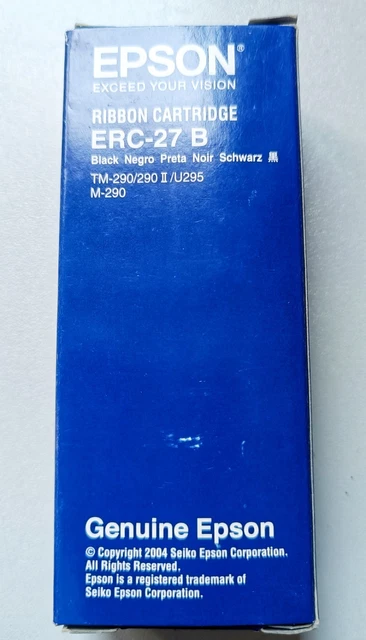 EPSON®
EXCEED YOUR VISION
RIBBON CARTRIDGE
ERC-27 B
Black Negro Preta Noir Schwarz 黒
TM-290/290 II/U295
M-290
Genuine Epson
© Copyright 2004 Seiko Epson Corporation.
All Rights Reserved.
Epson is a registered trademark of
Seiko Epson Corporation.